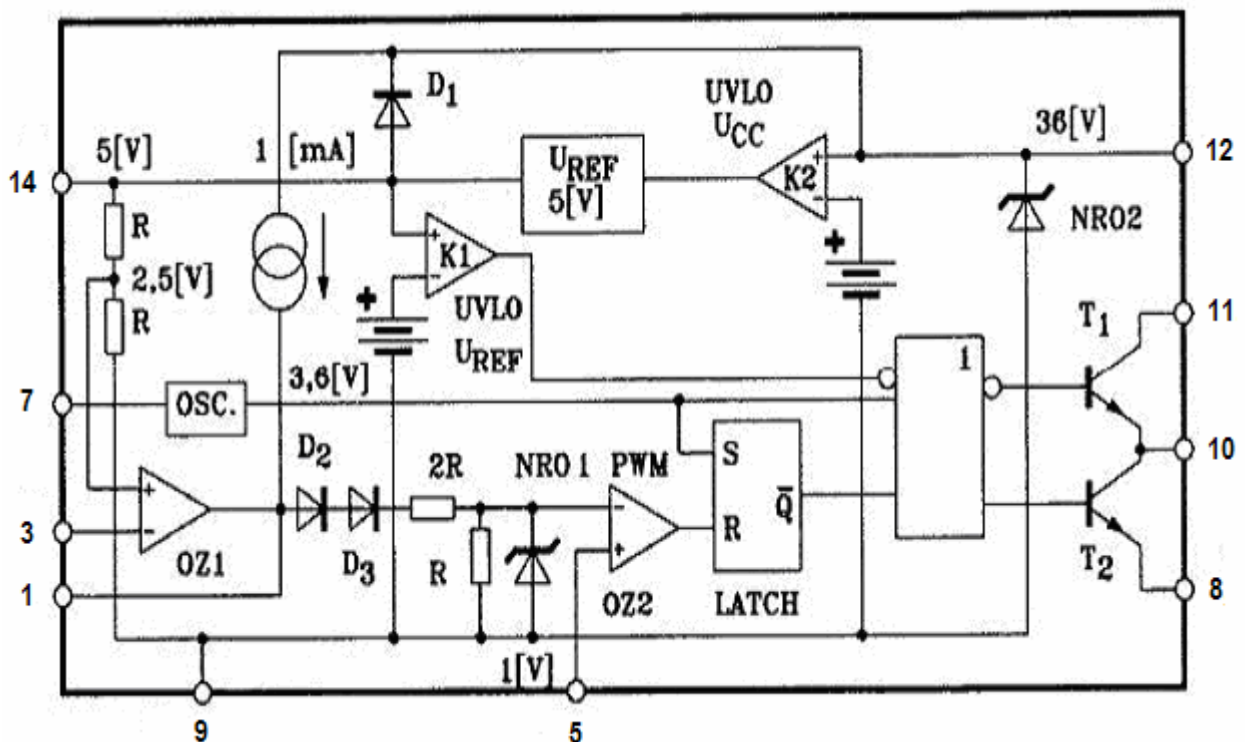 D1
UVLO
UCC
36[V]
12
5[V]
1 [mA]
14
UREF
5[V]
+
K2
-
R
+
K1
-
NRO2
2,5[V]
+
+
R
UVLO
UREF
T1
11
3,6[V]
1
7
OSC.
D2
2R
NRO1
PWM
S
10
+
-
-
Q̅
3
D3
R
+
R
OZ1
T2
1
OZ2
LATCH
8
1[V]
9
5